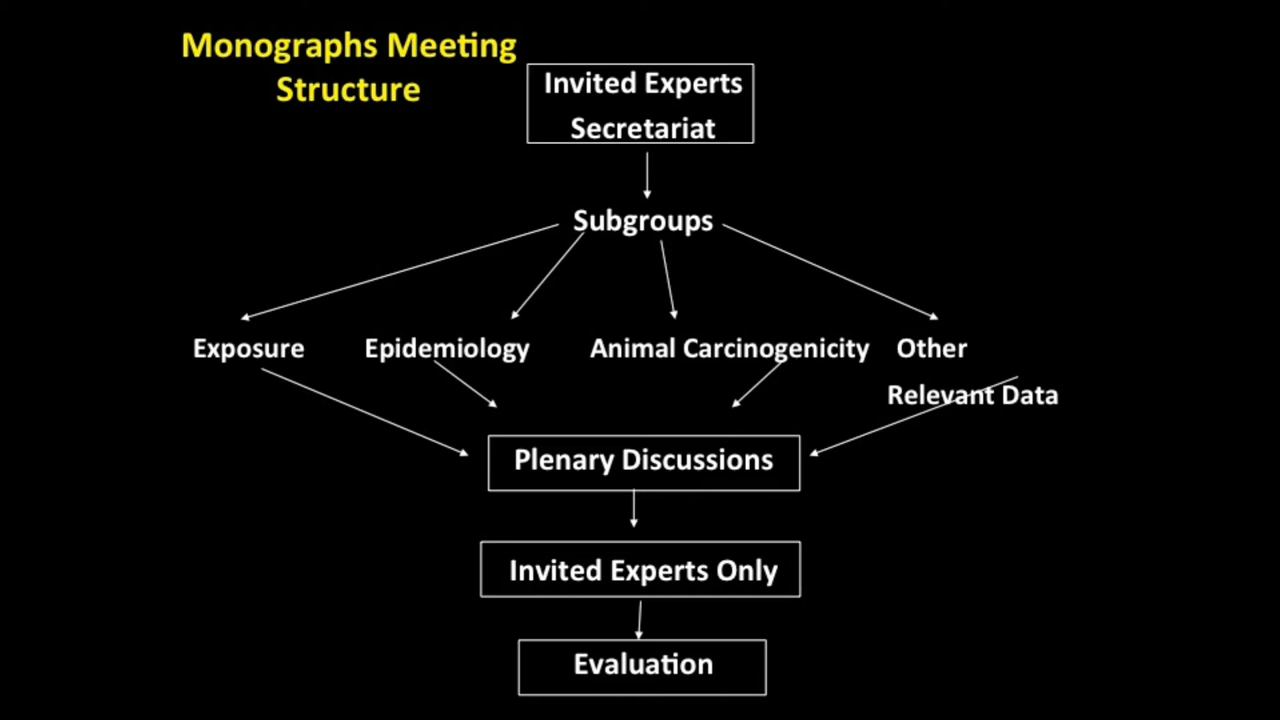 Monographs Meeting
Structure
Invited Experts
Secretariat
Subgroups
Exposure
Epidemiology
Animal Carcinogenicity
Other
Relevant Data
Plenary Discussions
Invited Experts Only
Evaluation